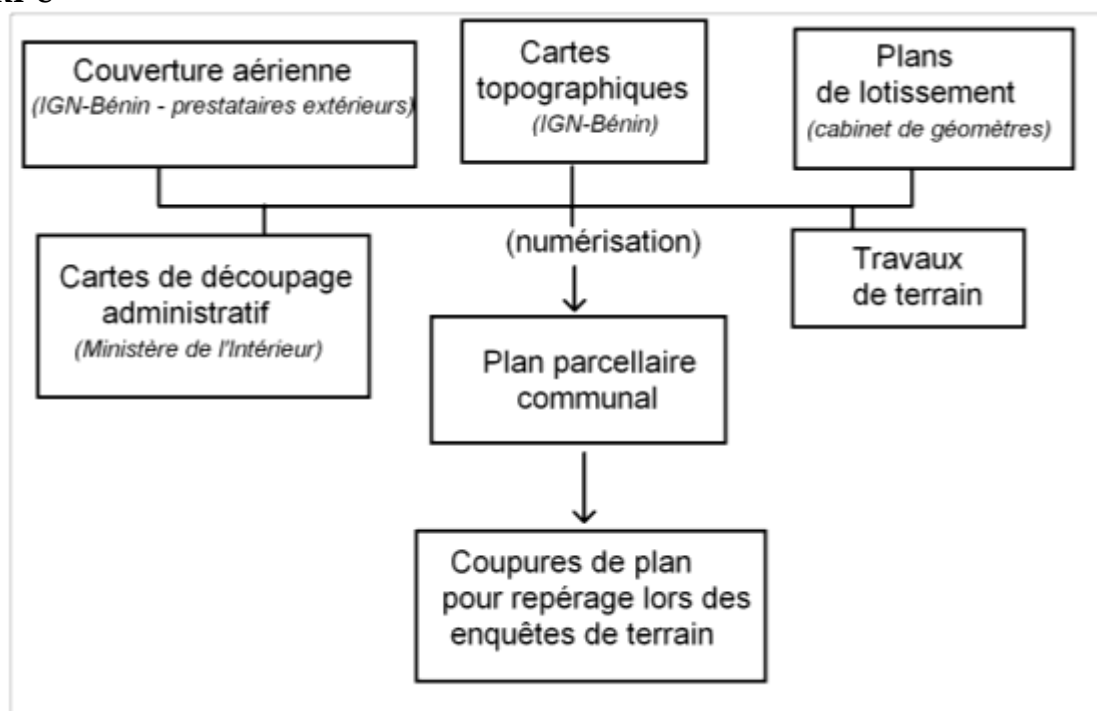 Couverture aérienne
(IGN-Bénin - prestataires extérieurs)
Cartes
topographiques
(IGN-Bénin)
Plans
de lotissement
(cabinet de géomètres)
Cartes de découpage
administratif
(Ministère de l'Intérieur)
(numérisation)
Travaux
de terrain
Plan parcellaire
communal
Coupures de plan
pour repérage lors des
enquêtes de terrain